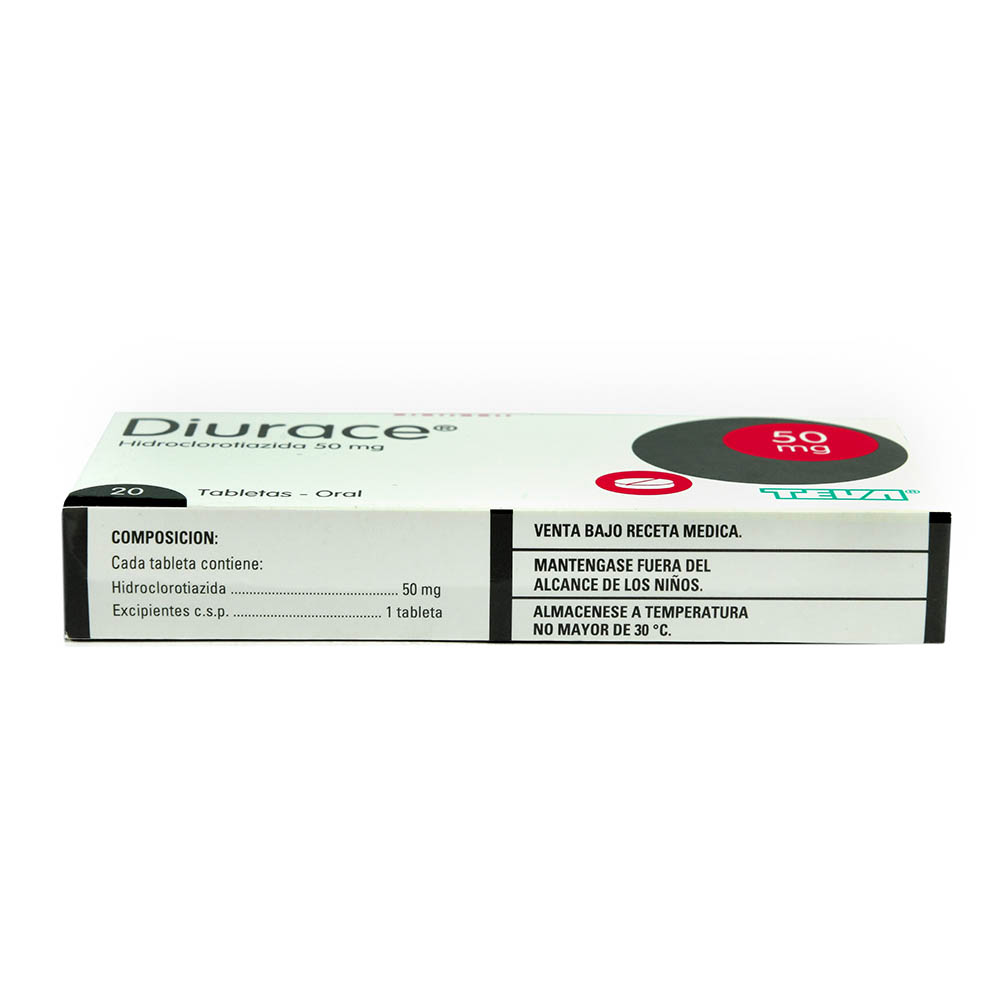 Diurace®
Hidroclorotiazida 50 mg
50
mg
20 Tabletas - Oral
TEVA®
COMPOSICION:
Cada tableta contiene:
Hidroclorotiazida ............................................ 50 mg
Excipientes c.s.p. ........................................ 1 tableta
VENTA BAJO RECETA MEDICA.
MANTENGASE FUERA DEL
ALCANCE DE LOS NIÑOS.
ALMACENESE A TEMPERATURA
NO MAYOR DE 30 °C.